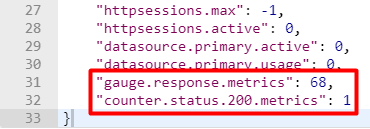 27 "httpsessions.max": -1,
28 "httpsessions.active": 0,
29 "datasource.primary.active": 0,
30 "datasource.primary.usage": 0,
31 "gauge.response.metrics": 68,
32 "counter.status.200.metrics": 1
33 }